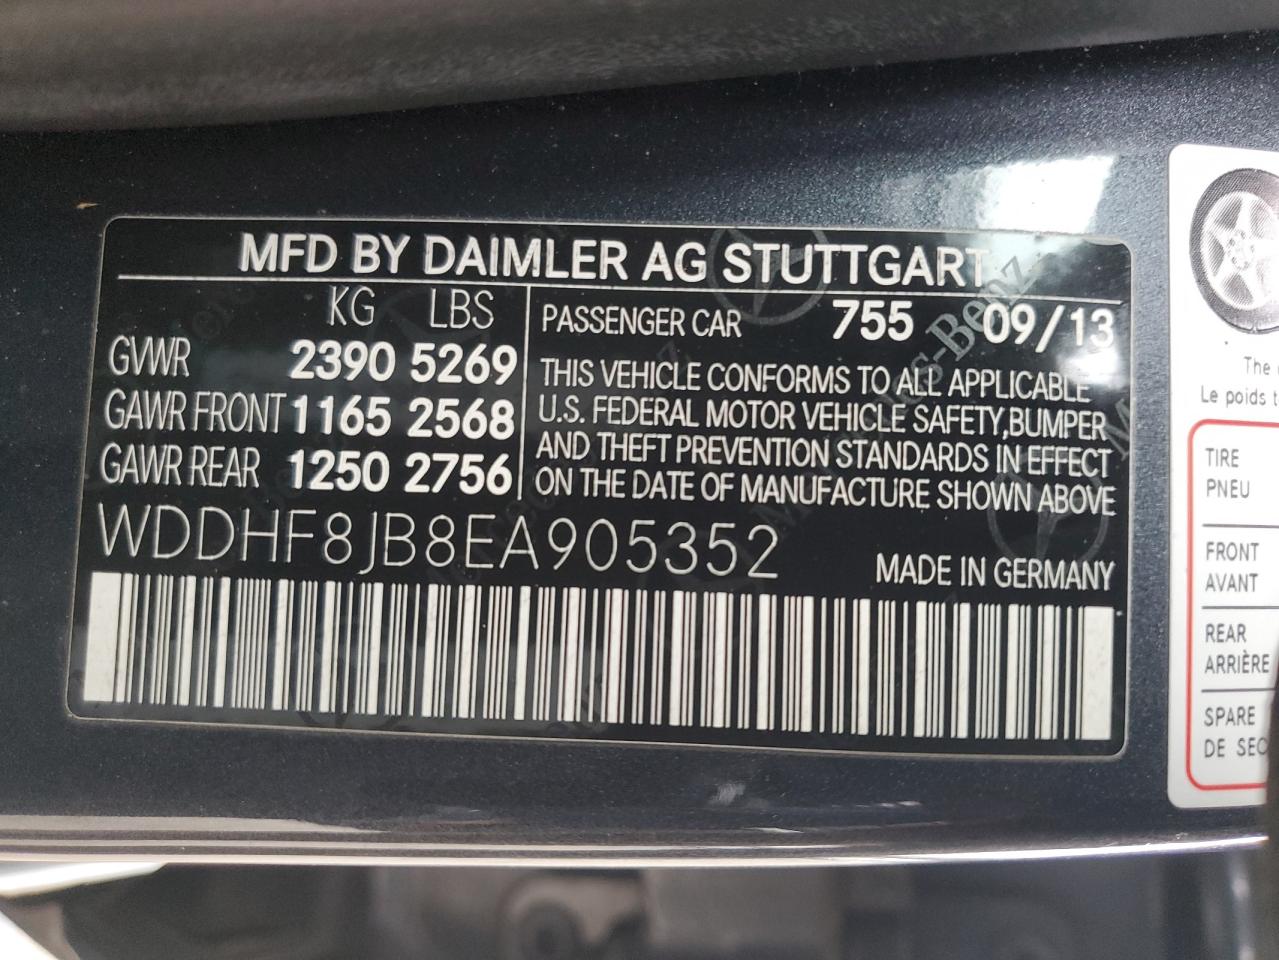 MFD BY DAIMLER AG STUTTGART
KG LBS
GVWR 2390 5269
GAWR FRONT 1165 2568
GAWR REAR 1250 2756
PASSENGER CAR 755 09/13
THIS VEHICLE CONFORMS TO ALL APPLICABLE
U.S. FEDERAL MOTOR VEHICLE SAFETY,BUMPER
AND THEFT PREVENTION STANDARDS IN EFFECT
ON THE DATE OF MANUFACTURE SHOWN ABOVE
WDDHF8JB8EA905352
MADE IN GERMANY
The
Le poids
TIRE
PNEU
FRONT
AVANT
REAR
ARRIÈRE
SPARE
DE